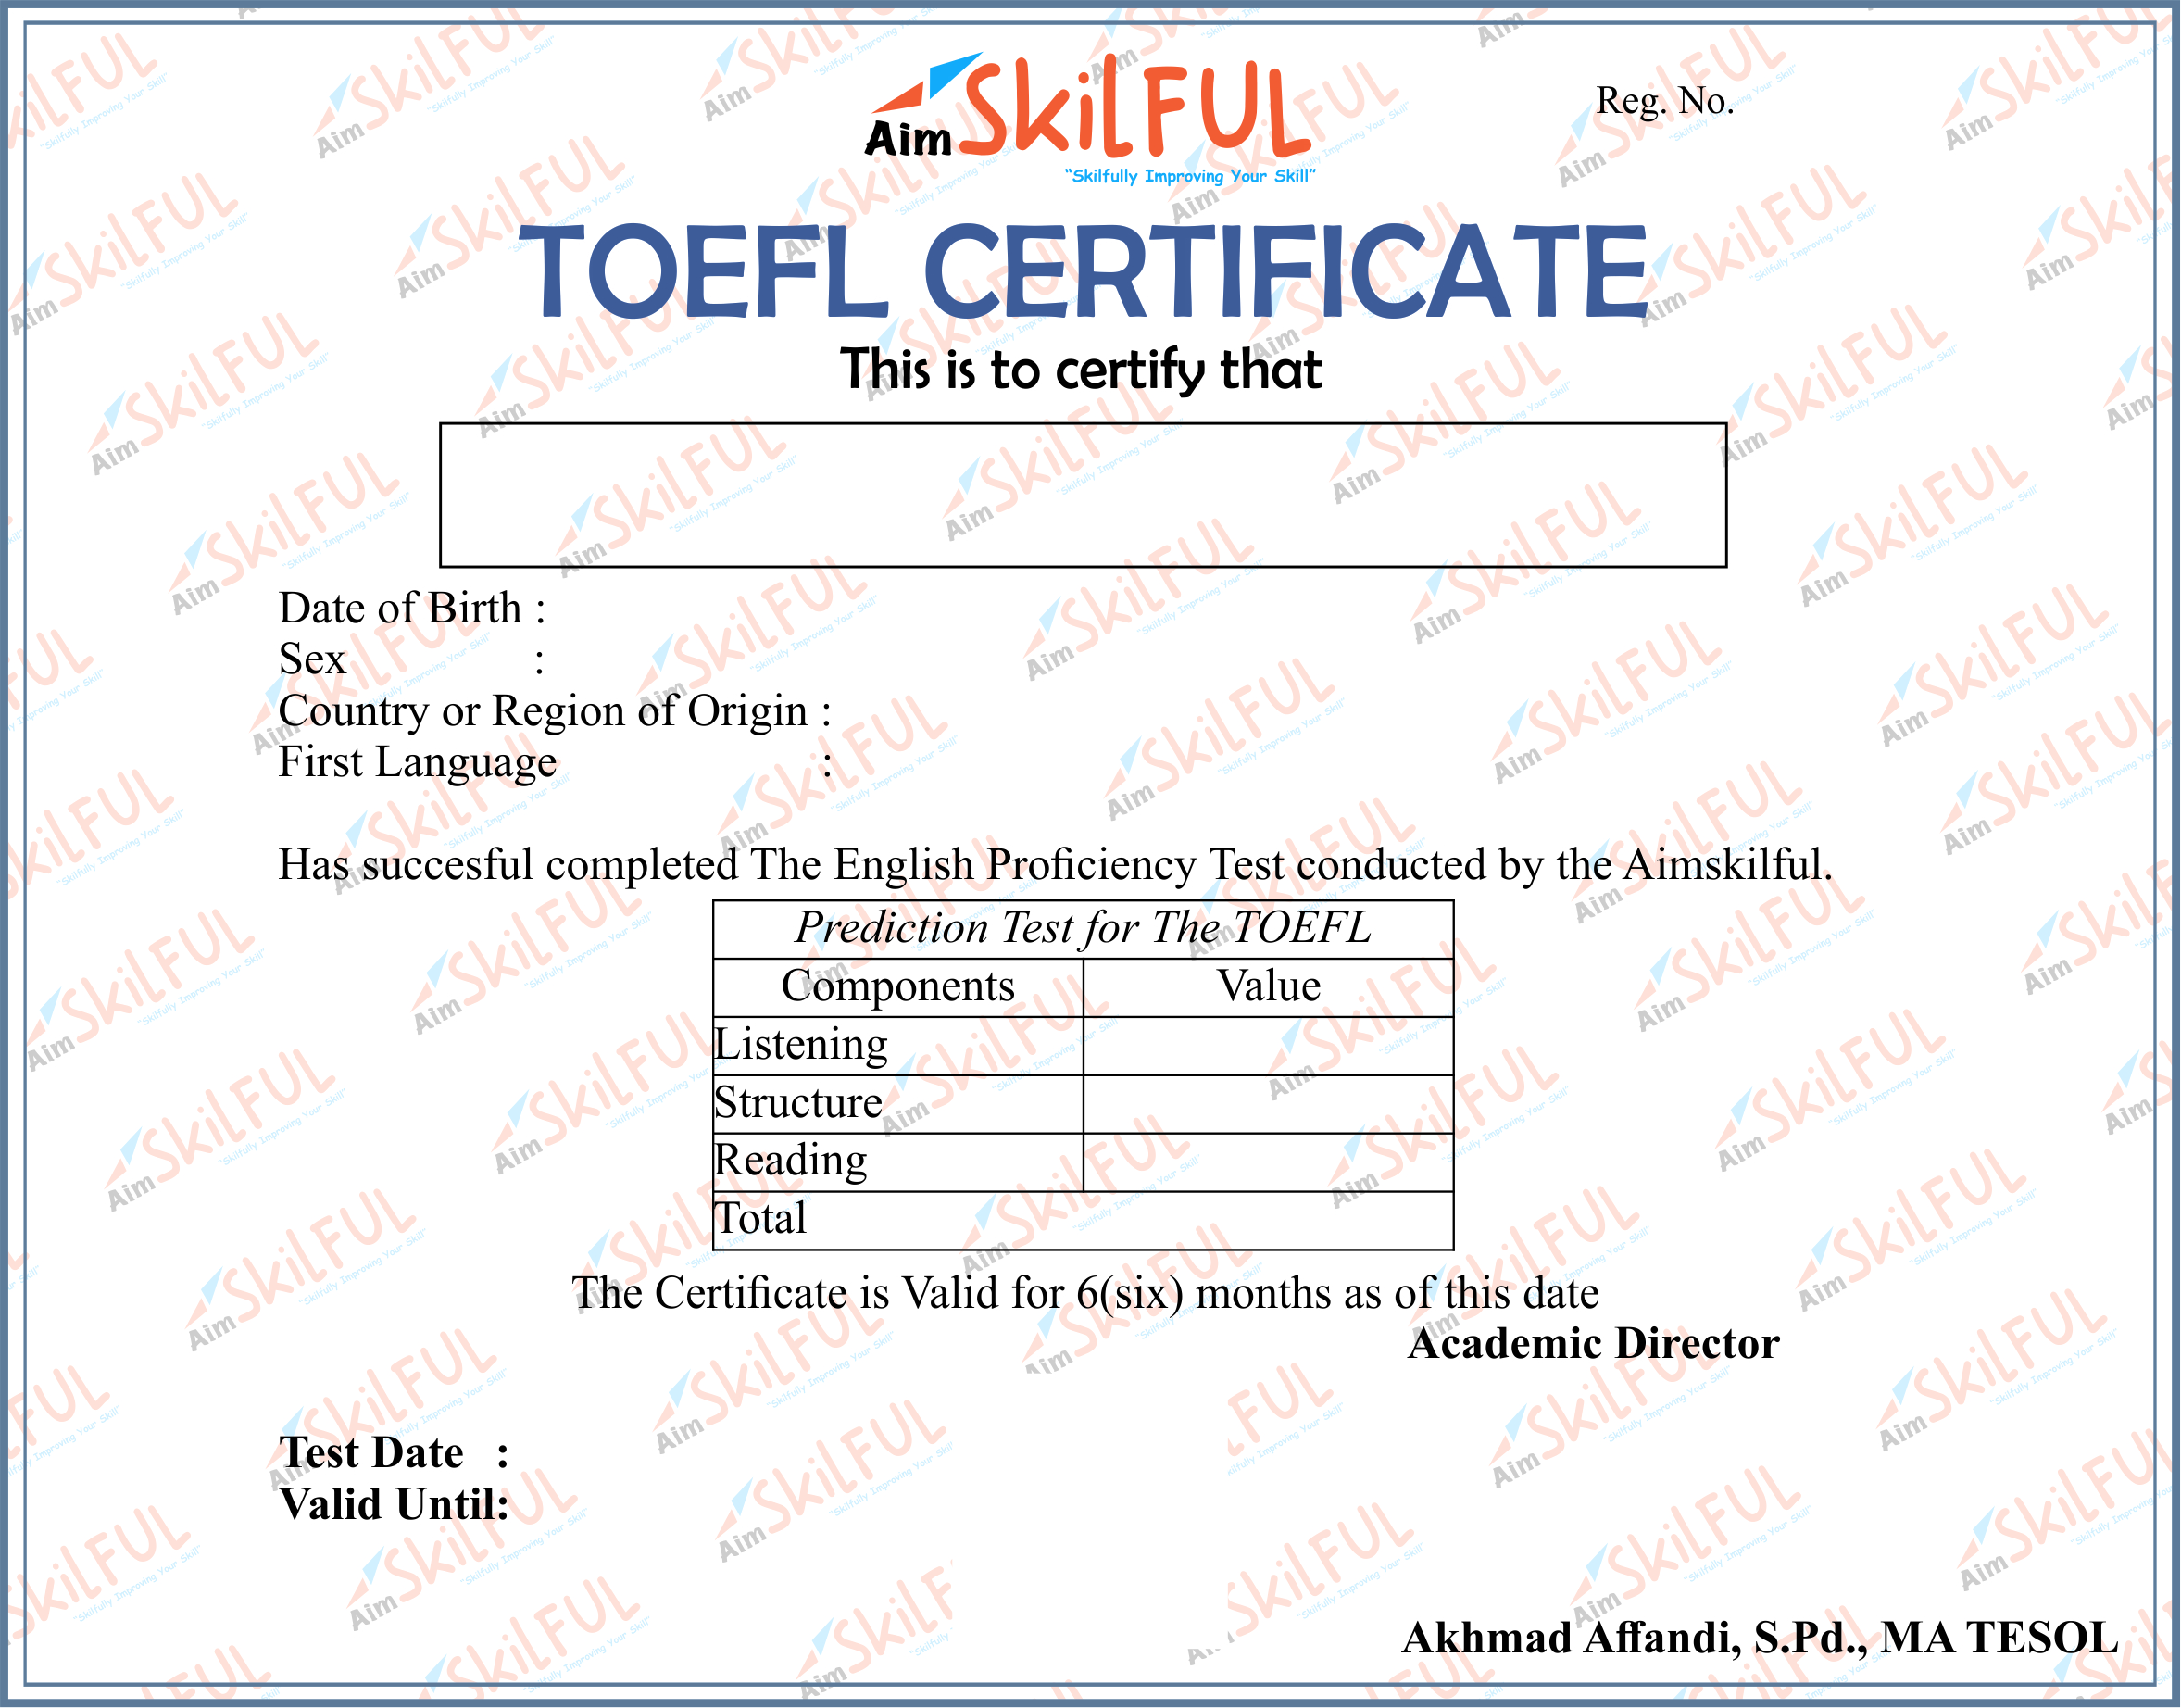 Aim SkilFUL
"Skilfully Improving Your Skill"
Reg. No.
TOEFL CERTIFICATE
This is to certify that
Date of Birth :
Sex :
Country or Region of Origin :
First Language :
Has succesful completed The English Proficiency Test conducted by the Aimskilful.
Prediction Test for The TOEFL
Components Value
Listening
Structure
Reading
Total
The Certificate is Valid for 6(six) months as of this date
Academic Director
Test Date :
Valid Until:
Akhmad Affandi, S.Pd., MA TESOL